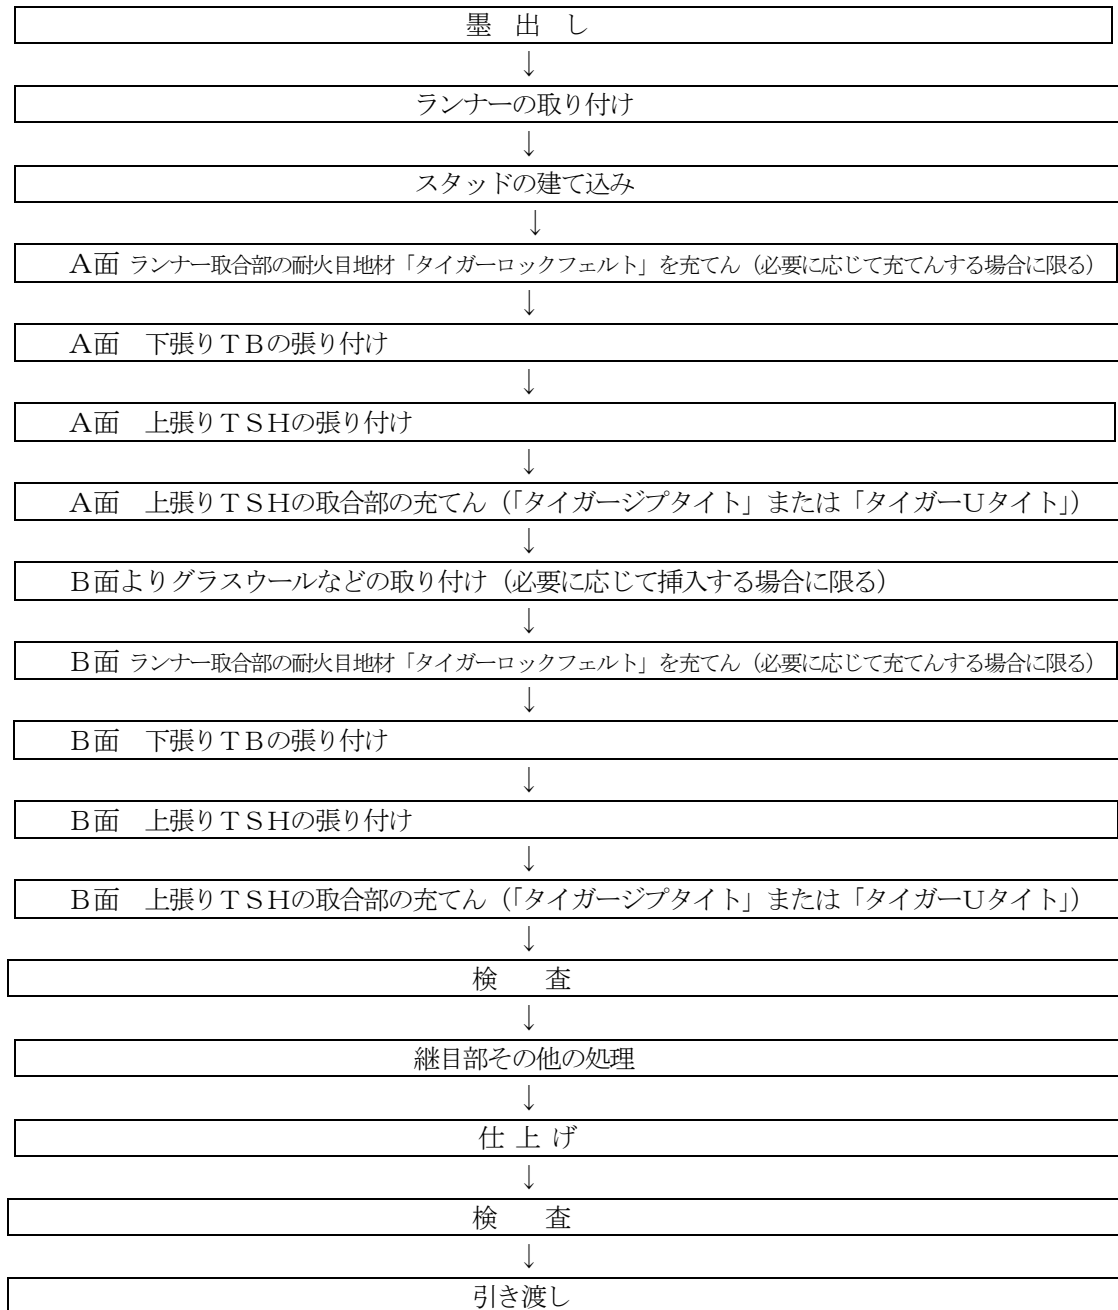 墨 出 し
↓
ランナーの取り付け
↓
スタッドの建て込み
↓
A面 ランナー取合部の耐火目地材「タイガーロックフェルト」を充てん（必要に応じて充てんする場合に限る）
↓
A面 下張りTBの張り付け
↓
A面 上張りTSHの張り付け
↓
A面 上張りTSHの取合部の充てん（「タイガージプタイト」または「タイガーUタイト」）
↓
B面よりグラスウールなどの取り付け（必要に応じて挿入する場合に限る）
↓
B面 ランナー取合部の耐火目地材「タイガーロックフェルト」を充てん（必要に応じて充てんする場合に限る）
↓
B面 下張りTBの張り付け
↓
B面 上張りTSHの張り付け
↓
B面 上張りTSHの取合部の充てん（「タイガージプタイト」または「タイガーUタイト」）
↓
検 査
↓
継目部その他の処理
↓
仕 上 げ
↓
検 査
↓
引き渡し